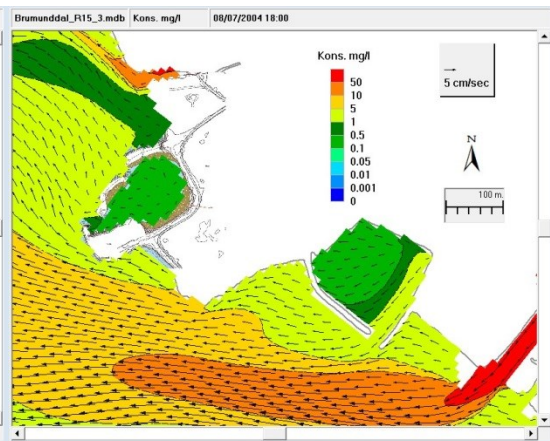 Brumunddal_R15_3.mdb Kons. mg/l 08/07/2004 18:00
Kons. mg/l
50
10
5
1
0.5
0.1
0.05
0.01
0.001
0
5 cm/sec
N
100 m.